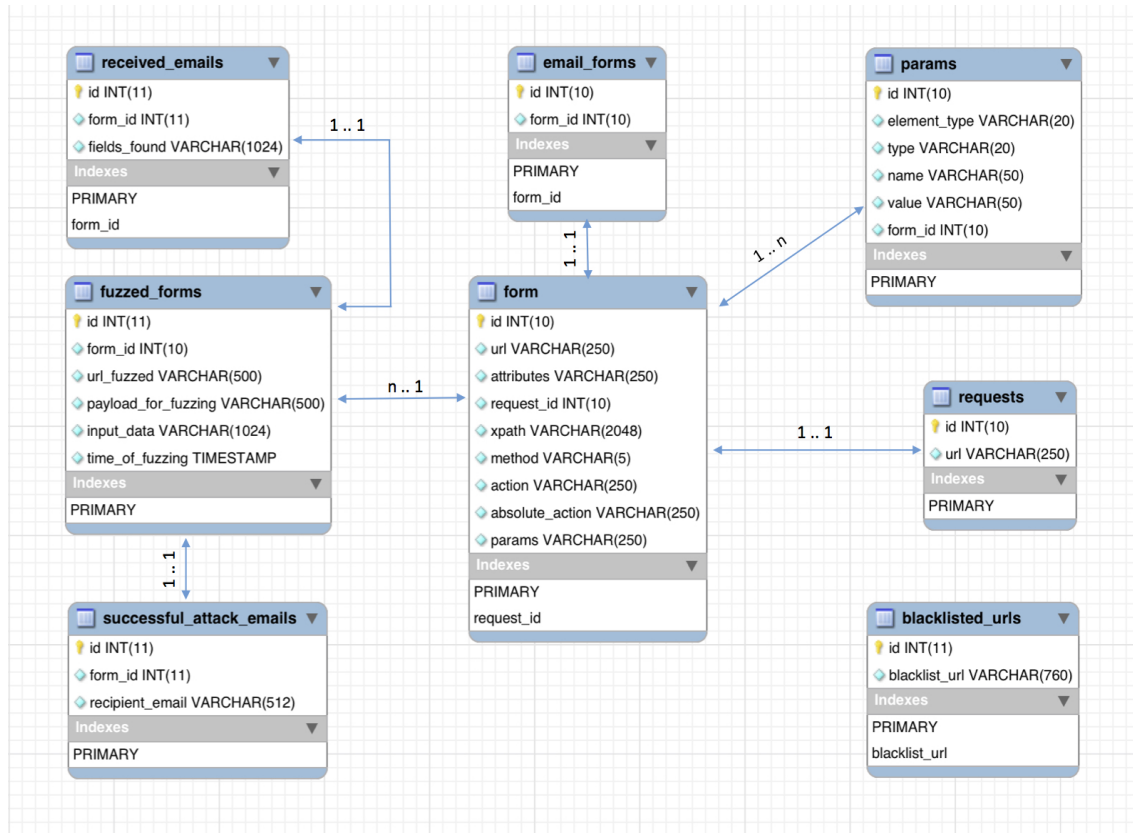 received_emails
id INT(11)
form_id INT(11)
fields_found VARCHAR(1024)
Indexes
PRIMARY
form_id
1 .. 1
email_forms
id INT(10)
form_id INT(10)
Indexes
PRIMARY
form_id
1 .. 1
params
id INT(10)
element_type VARCHAR(20)
type VARCHAR(20)
name VARCHAR(50)
value VARCHAR(50)
form_id INT(10)
Indexes
PRIMARY
1 .. n
fuzzed_forms
id INT(11)
form_id INT(10)
url_fuzzed VARCHAR(500)
payload_for_fuzzing VARCHAR(500)
input_data VARCHAR(1024)
time_of_fuzzing TIMESTAMP
Indexes
PRIMARY
n .. 1
form
id INT(10)
url VARCHAR(250)
attributes VARCHAR(250)
request_id INT(10)
xpath VARCHAR(2048)
method VARCHAR(5)
action VARCHAR(250)
absolute_action VARCHAR(250)
params VARCHAR(250)
Indexes
PRIMARY
request_id
1 .. 1
requests
id INT(10)
url VARCHAR(250)
Indexes
PRIMARY
1 .. 1
successful_attack_emails
id INT(11)
form_id INT(11)
recipient_email VARCHAR(512)
Indexes
PRIMARY
blacklisted_urls
id INT(11)
blacklist_url VARCHAR(760)
Indexes
PRIMARY
blacklist_url